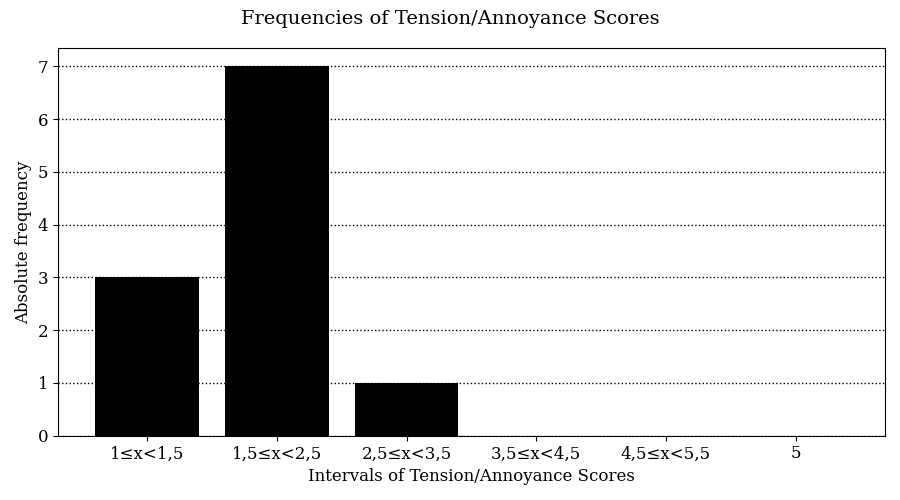 Frequencies of Tension/Annoyance Scores
7
6
5
4
3
2
1
0
Absolute frequency
1≤x<1,5 1,5≤x<2,5 2,5≤x<3,5 3,5≤x<4,5 4,5≤x<5,5 5
Intervals of Tension/Annoyance Scores